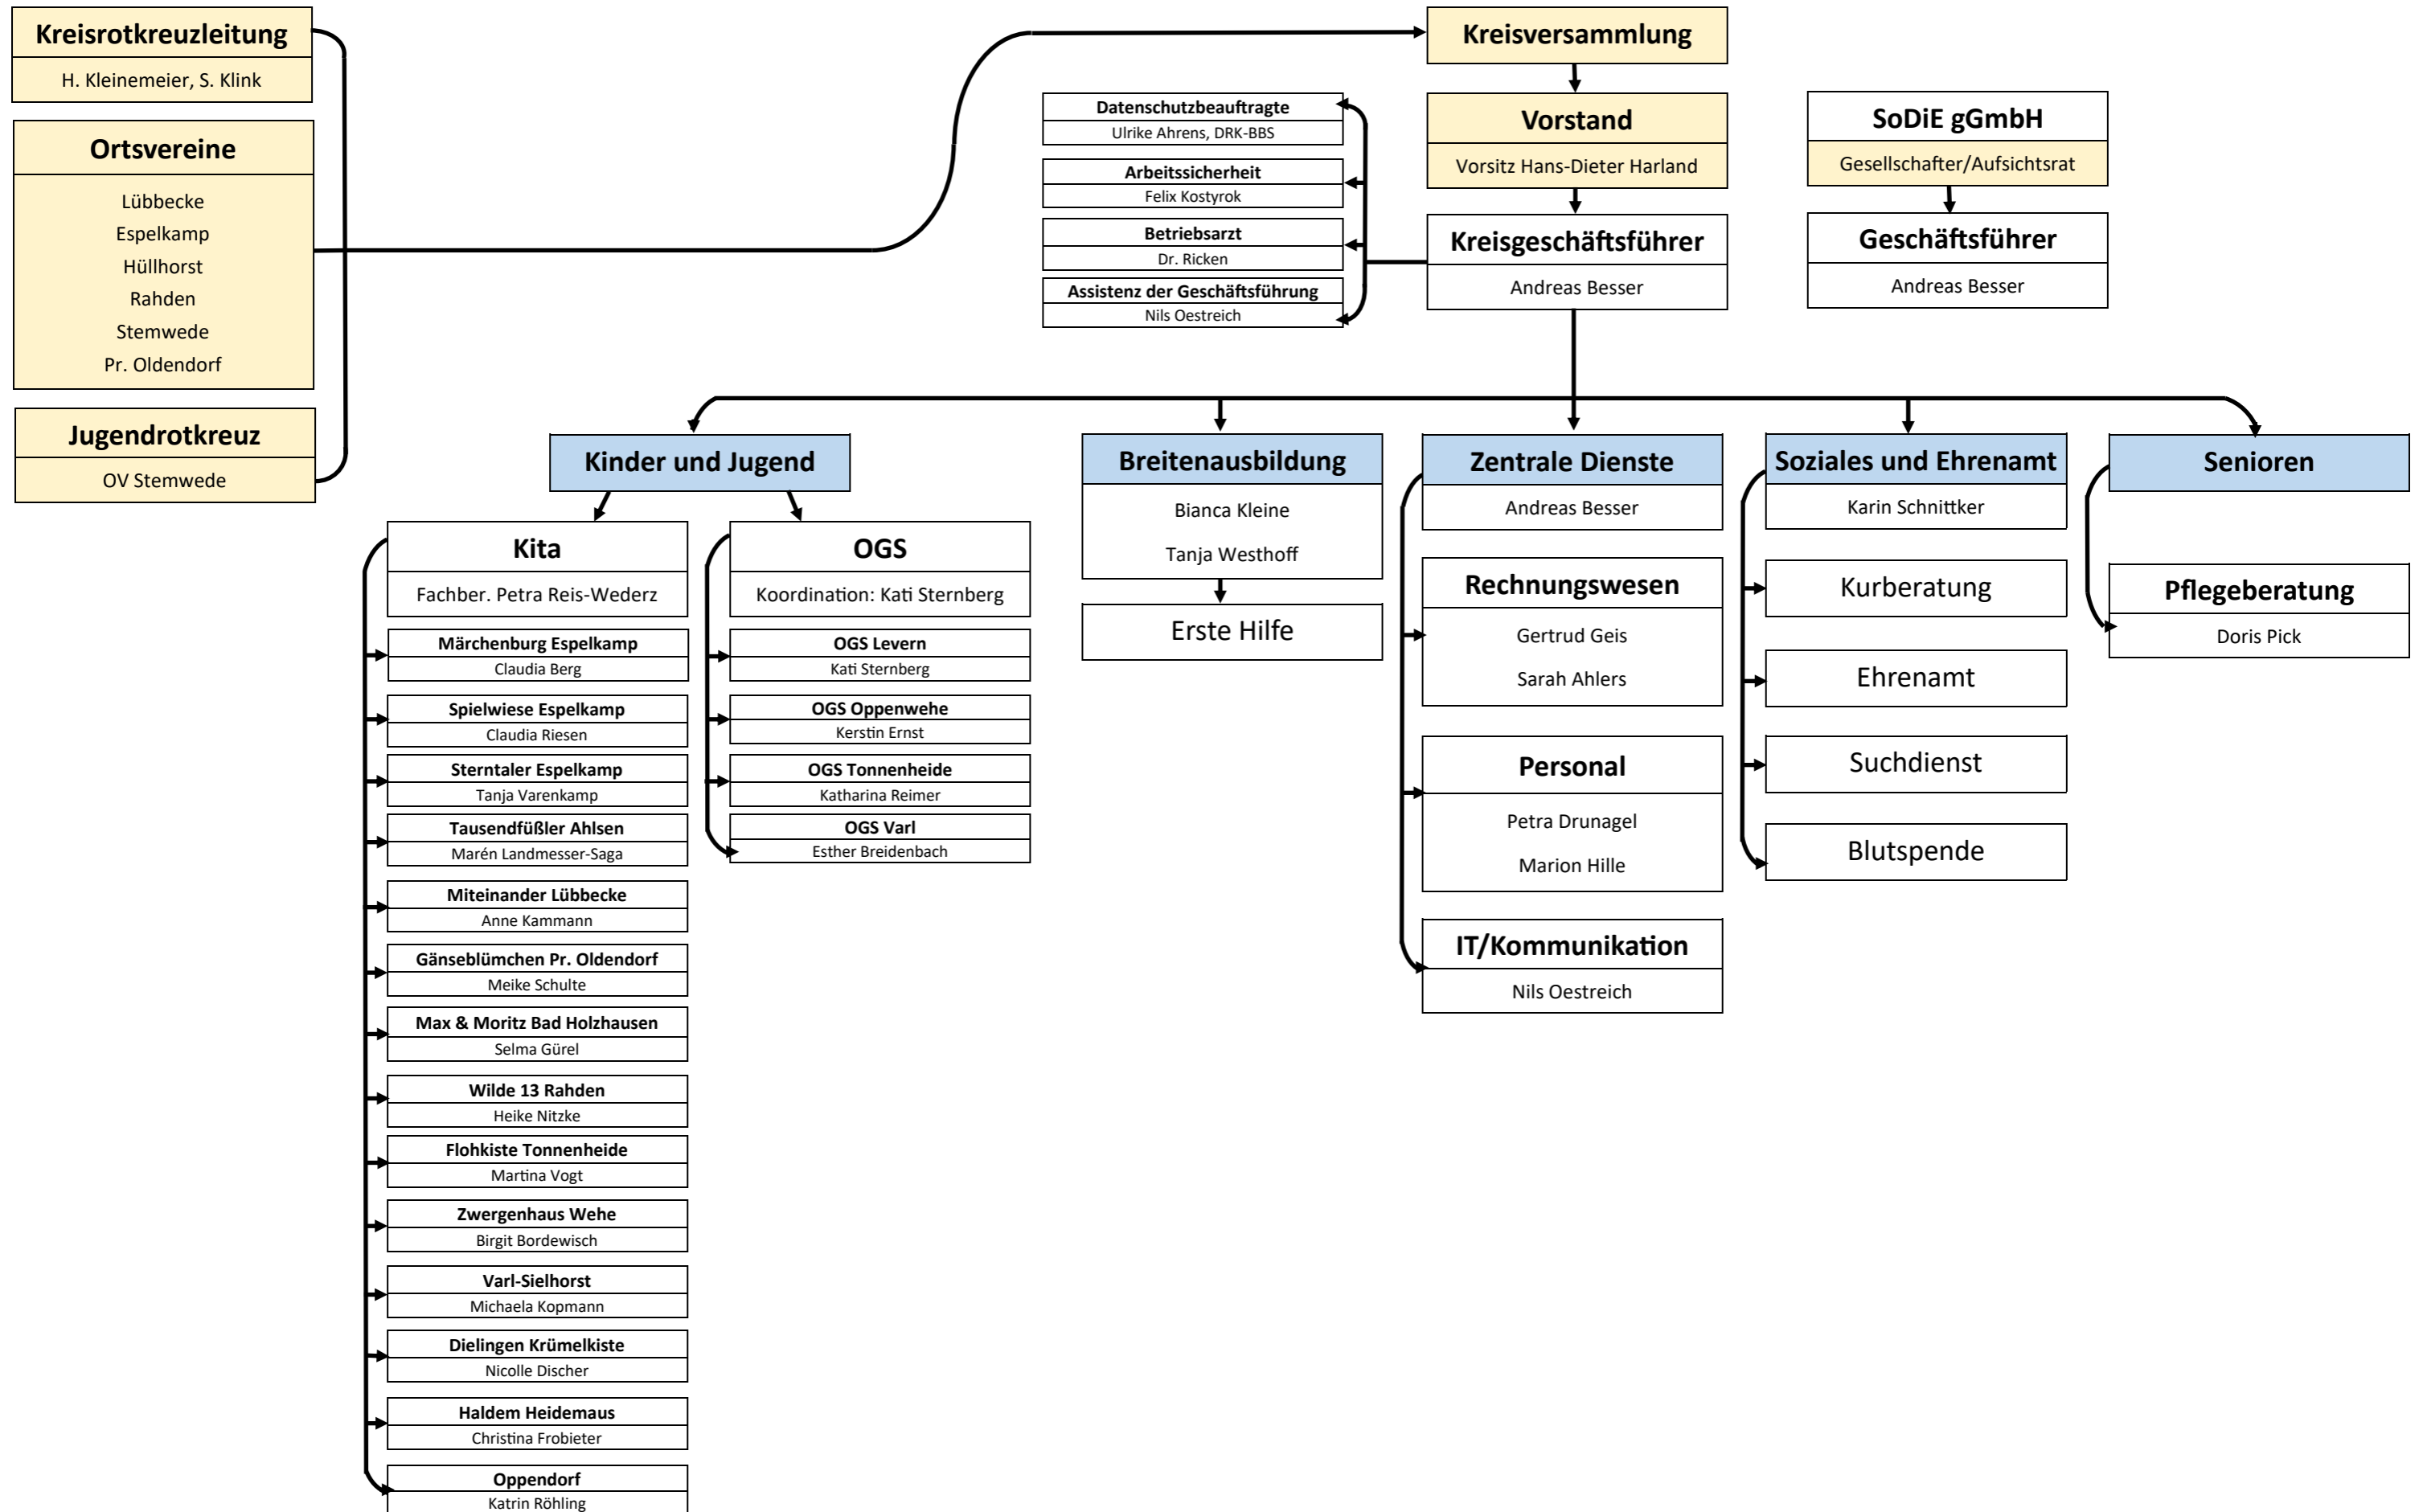 Kreisrotkreuzleitung
H. Kleinemeier, S. Klink
Ortsvereine
Lübbecke
Espelkamp
Hüllhorst
Rahden
Stemwede
Pr. Oldendorf
Jugendrotkreuz
OV Stemwede
Kreisversammlung
Vorstand
Vorsitz Hans-Dieter Harland
Kreisgeschäftsführer
Andreas Besser
Datenschutzbeauftragte
Ulrike Ahrens, DRK-BBS
Arbeitssicherheit
Felix Kostyrok
Betriebsarzt
Dr. Ricken
Assistenz der Geschäftsführung
Nils Oestreich
SoDiE gGmbH
Gesellschafter/Aufsichtsrat
Geschäftsführer
Andreas Besser
Kinder und Jugend
Kita
Fachber. Petra Reis-Wederz
Märchenburg Espelkamp
Claudia Berg
Spielwiese Espelkamp
Claudia Riesen
Sterntaler Espelkamp
Tanja Varenkamp
Tausendfüßler Ahlsen
Marén Landmesser-Saga
Miteinander Lübbecke
Anne Kammann
Gänseblümchen Pr. Oldendorf
Meike Schulte
Max & Moritz Bad Holzhausen
Selma Gürel
Wilde 13 Rahden
Heike Nitzke
Flohkiste Tonnenheide
Martina Vogt
Zwergenhaus Wehe
Birgit Bordewisch
Varl-Sielhorst
Michaela Kopmann
Dielingen Krümelkiste
Nicolle Discher
Haldem Heidemaus
Christina Frobieter
Oppendorf
Katrin Röhling
OGS
Koordination: Kati Sternberg
OGS Levern
Kati Sternberg
OGS Oppenwehe
Kerstin Ernst
OGS Tonnenheide
Katharina Reimer
OGS Varl
Esther Breidenbach
Breitenausbildung
Bianca Kleine
Tanja Westhoff
Erste Hilfe
Zentrale Dienste
Andreas Besser
Rechnungswesen
Gertrud Geis
Sarah Ahlers
Personal
Petra Drunagel
Marion Hille
IT/Kommunikation
Nils Oestreich
Soziales und Ehrenamt
Karin Schnittker
Kurberatung
Ehrenamt
Suchdienst
Blutspende
Senioren
Pflegeberatung
Doris Pick